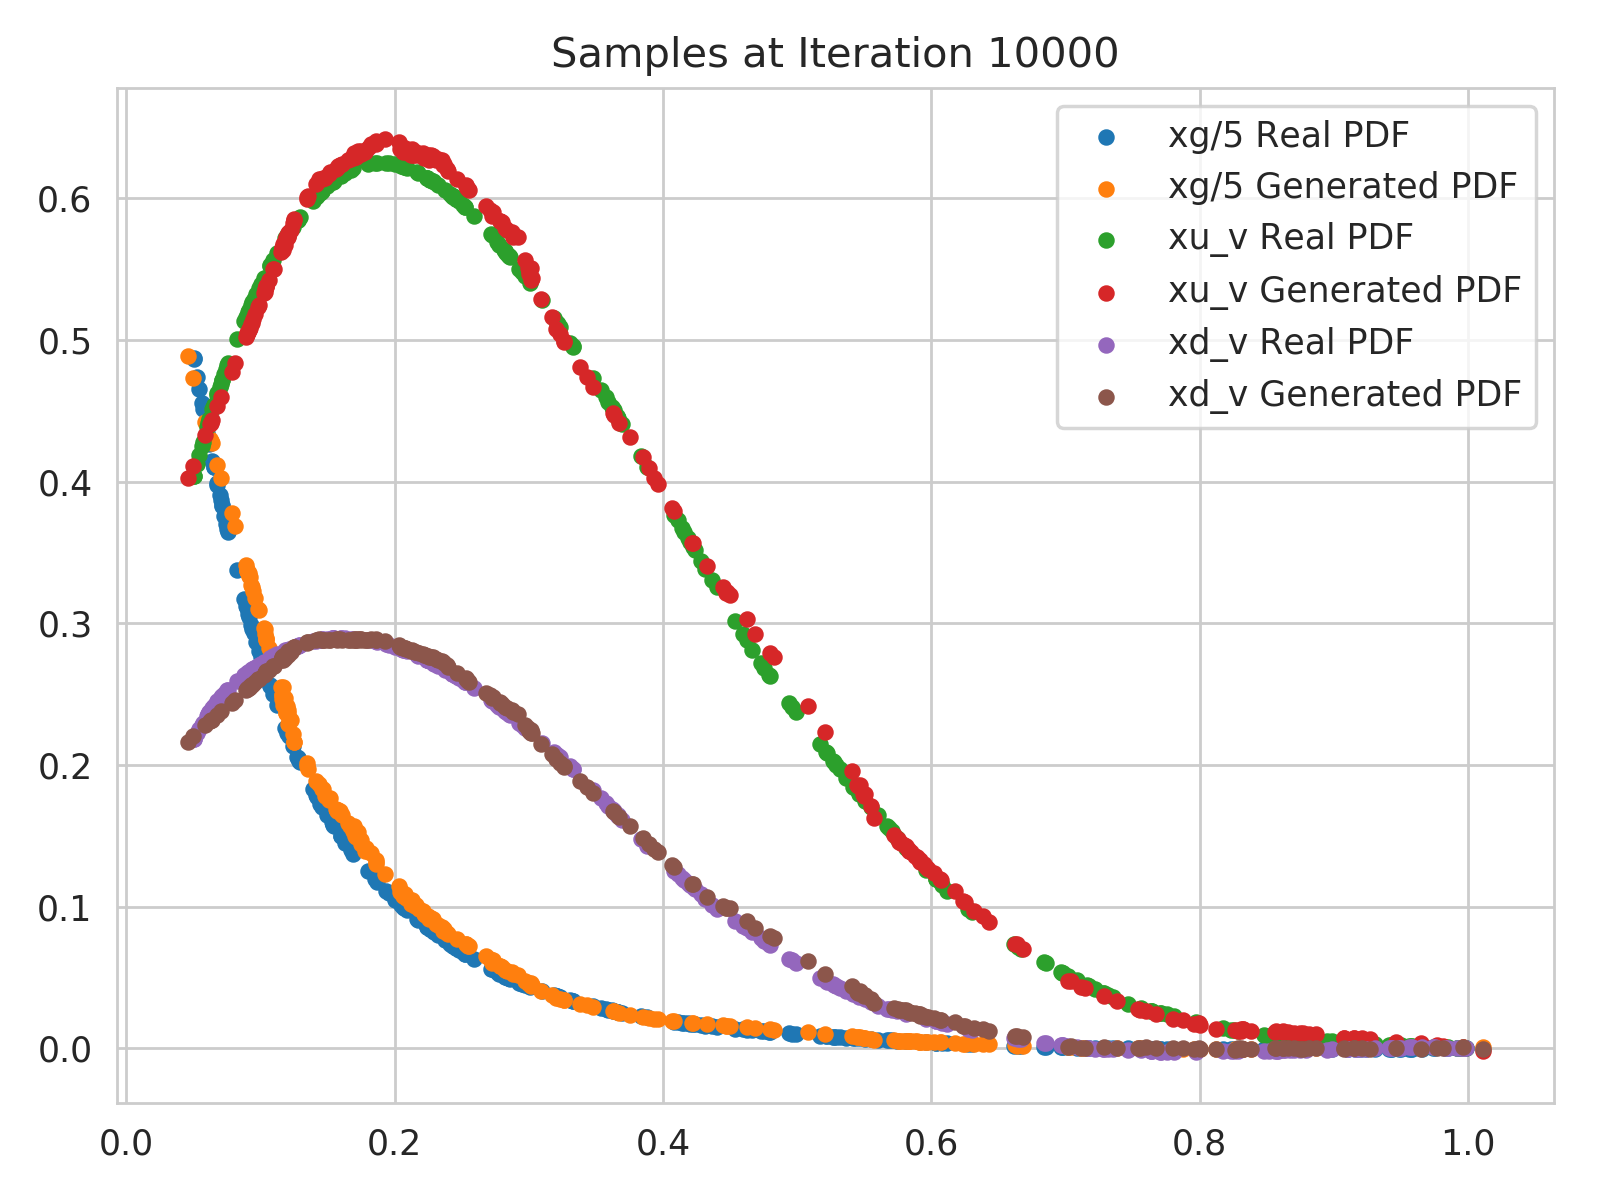 Samples at Iteration 10000
xg/5 Real PDF
xg/5 Generated PDF
xu_v Real PDF
xu_v Generated PDF
xd_v Real PDF
xd_v Generated PDF
0.6
0.5
0.4
0.3
0.2
0.1
0.0
0.0 0.2 0.4 0.6 0.8 1.0